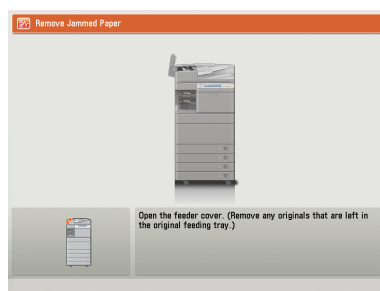 Remove Jammed Paper
Open the feeder cover. (Remove any originals that are left in
the original feeding tray.)